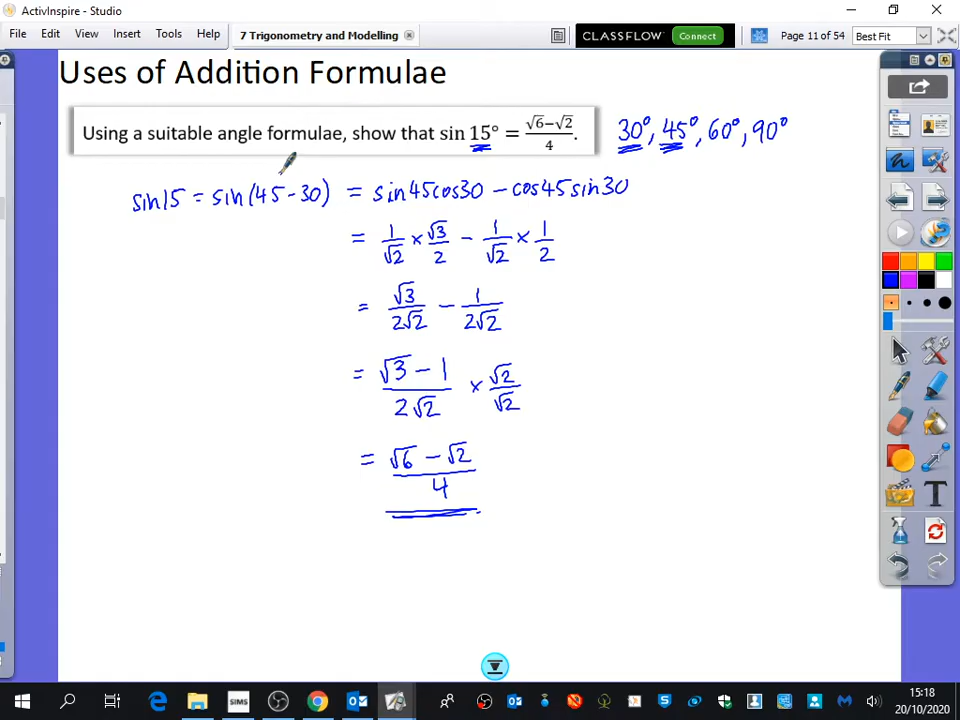 ActivInspire - Studio
File Edit View Insert Tools Help 7 Trigonometry and Modelling CLASSFLOW Connect Page 11 of 54 Best Fit
Uses of Addition Formulae
Using a suitable angle formulae, show that sin 15° = (√6−√2)/4.
30°, 45°, 60°, 90°
sin15 = sin(45-30) = sin45cos30 - cos45sin30
= 1/√2 × √3/2 - 1/√2 × 1/2
= √3/2√2 - 1/2√2
= (√3 - 1)/2√2 × √2/√2
= (√6 - √2)/4
SIMS
15:18
20/10/2020